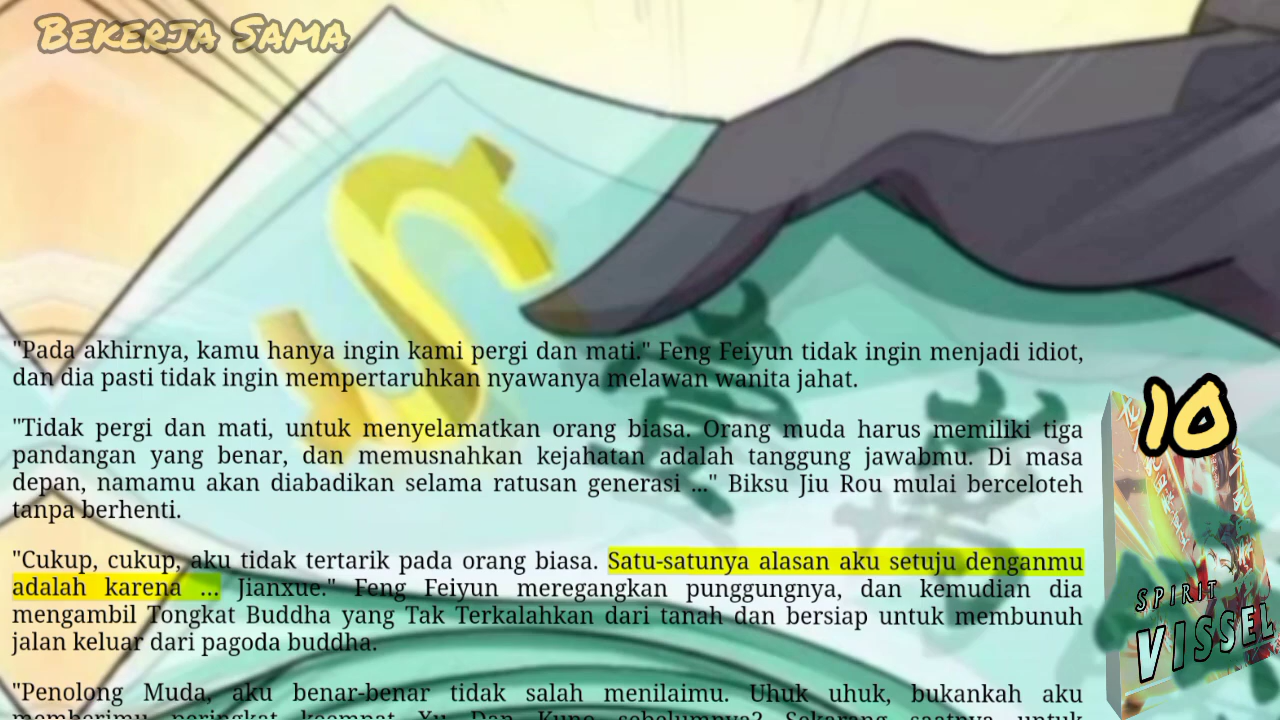 Bekerja Sama
"Pada akhirnya, kamu hanya ingin kami pergi dan mati." Feng Feiyun tidak ingin menjadi idiot,
dan dia pasti tidak ingin mempertaruhkan nyawanya melawan wanita jahat.
"Tidak pergi dan mati, untuk menyelamatkan orang biasa. Orang muda harus memiliki tiga
pandangan yang benar, dan memusnahkan kejahatan adalah tanggung jawabmu. Di masa
depan, namamu akan diabadikan selama ratusan generasi ..." Biksu Jiu Rou mulai berceloteh
tanpa berhenti.
"Cukup, cukup, aku tidak tertarik pada orang biasa. Satu-satunya alasan aku setuju denganmu
adalah karena ... Jianxue." Feng Feiyun meregangkan punggungnya, dan kemudian dia
mengambil Tongkat Buddha yang Tak Terkalahkan dari tanah dan bersiap untuk membunuh
jalan keluar dari pagoda buddha.
"Penolong Muda, aku benar-benar tidak salah menilaimu. Uhuk uhuk, bukankah aku
10
SPIRIT
VISSEL